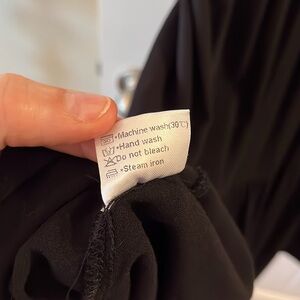 •Machine wash(30℃)
•Hand wash
Do not bleach
•Steam iron